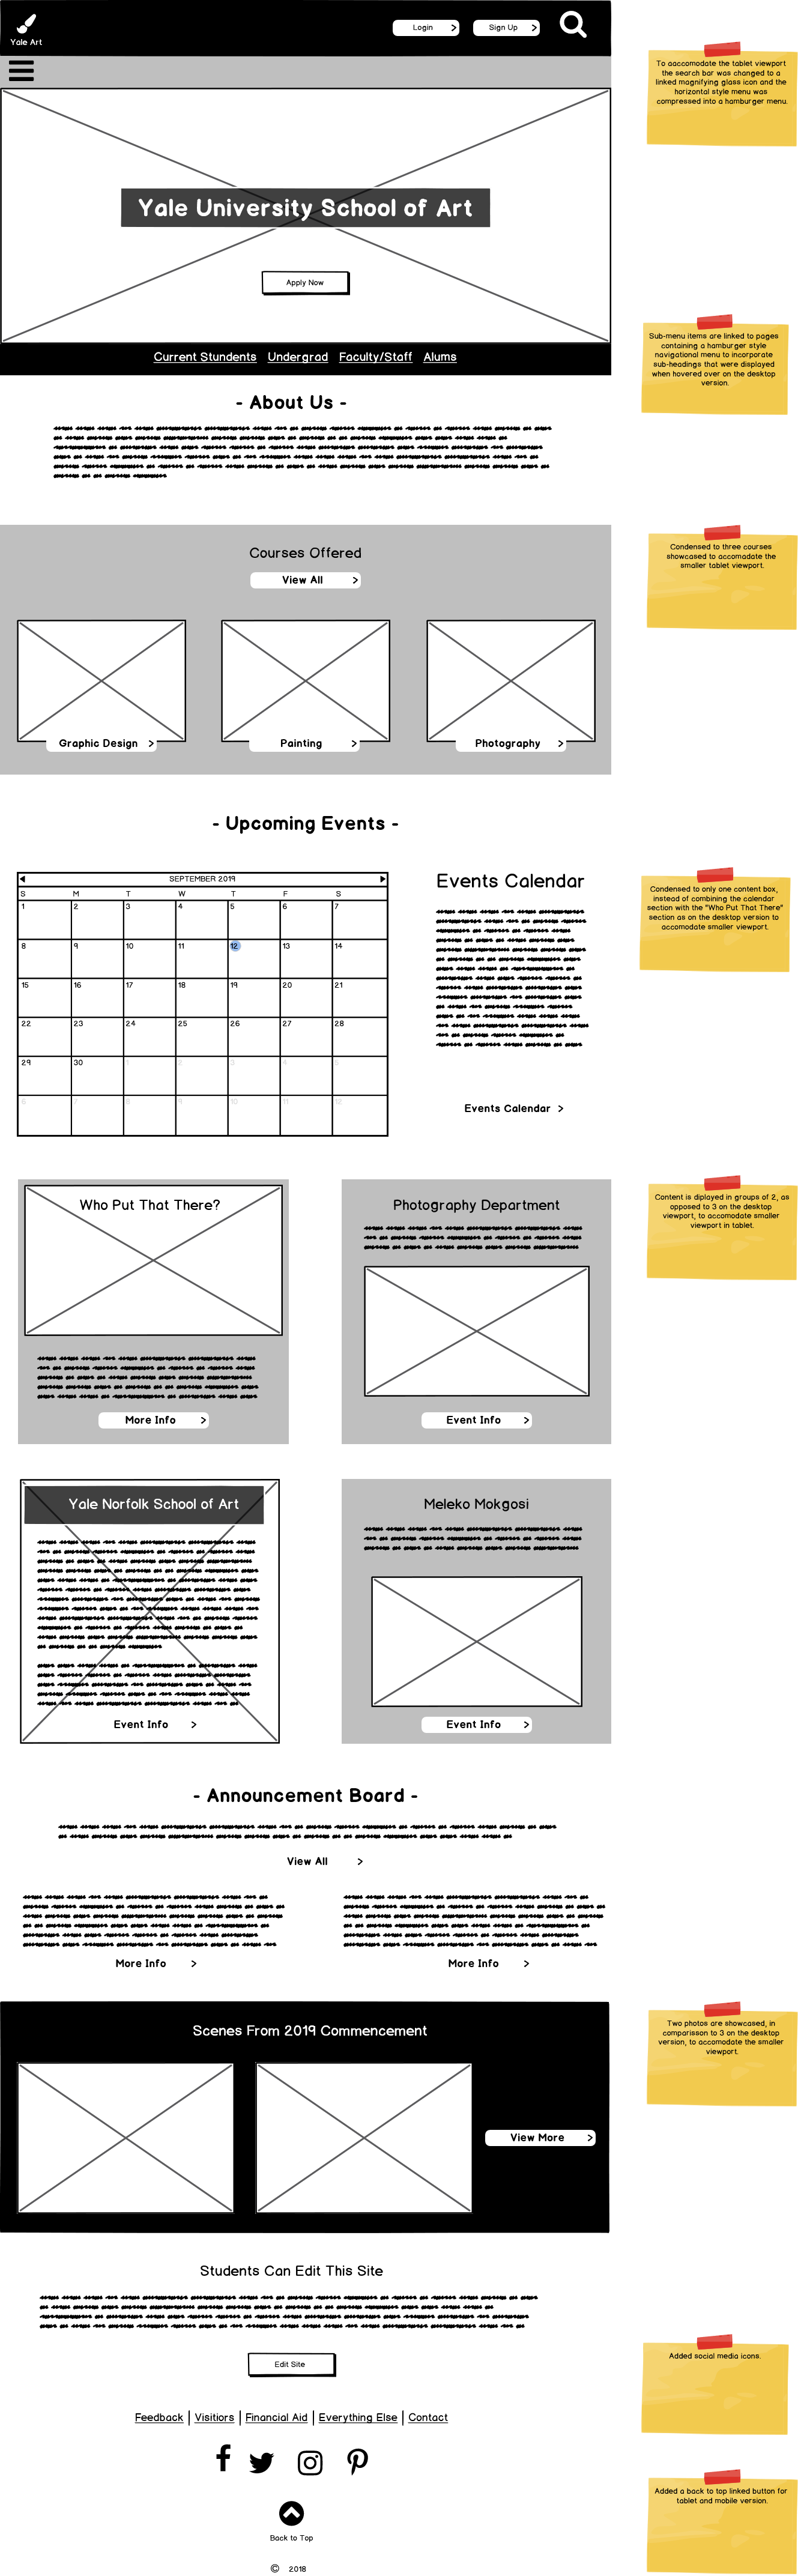 Login >
Sign Up >
Yale Art
To aaccomodate the tablet viewport
the search bar was changed to a
linked magnifying glass icon and the
horizontal style menu was
compressed into a hamburger menu.
Yale University School of Art
Apply Now
Current Stundents Undergrad Faculty/Staff Alums
Sub-menu items are linked to pages
containing a hamburger style
navigational menu to incorporate
sub-headings that were displayed
when hovered over on the desktop
version.
- About Us -
Courses Offered
View All >
Condensed to three courses
showcased to accomadate the
smaller tablet viewport.
Graphic Design >
Painting >
Photography >
- Upcoming Events -
SEPTEMBER 2019
S M T W T F S
1 2 3 4 5 6 7
8 9 10 11 12 13 14
15 16 17 18 19 20 21
22 23 24 25 26 27 28
29 30 1 2 3 4 5
6 7 8 9 10 11 12
Events Calendar
Events Calendar >
Condensed to only one content box,
instead of combining the calendar
section with the "Who Put That There"
section as on the desktop version to
accomodate smaller viewport.
Who Put That There?
More Info >
Photography Department
Event Info >
Content is diplayed in groups of 2, as
opposed to 3 on the desktop
viewport, to accomodate smaller
viewport in tablet.
Yale Norfolk School of Art
Event Info >
Meleko Mokgosi
Event Info >
- Announcement Board -
View All >
More Info >
More Info >
Scenes From 2019 Commencement
View More >
Two photos are showcased, in
comparisson to 3 on the desktop
version, to accomodate the smaller
viewport.
Students Can Edit This Site
Edit Site
Added social media icons.
Feedback | Visitiors | Financial Aid | Everything Else | Contact
Back to Top
Added a back to top linked button for
tablet and mobile version.
© 2018